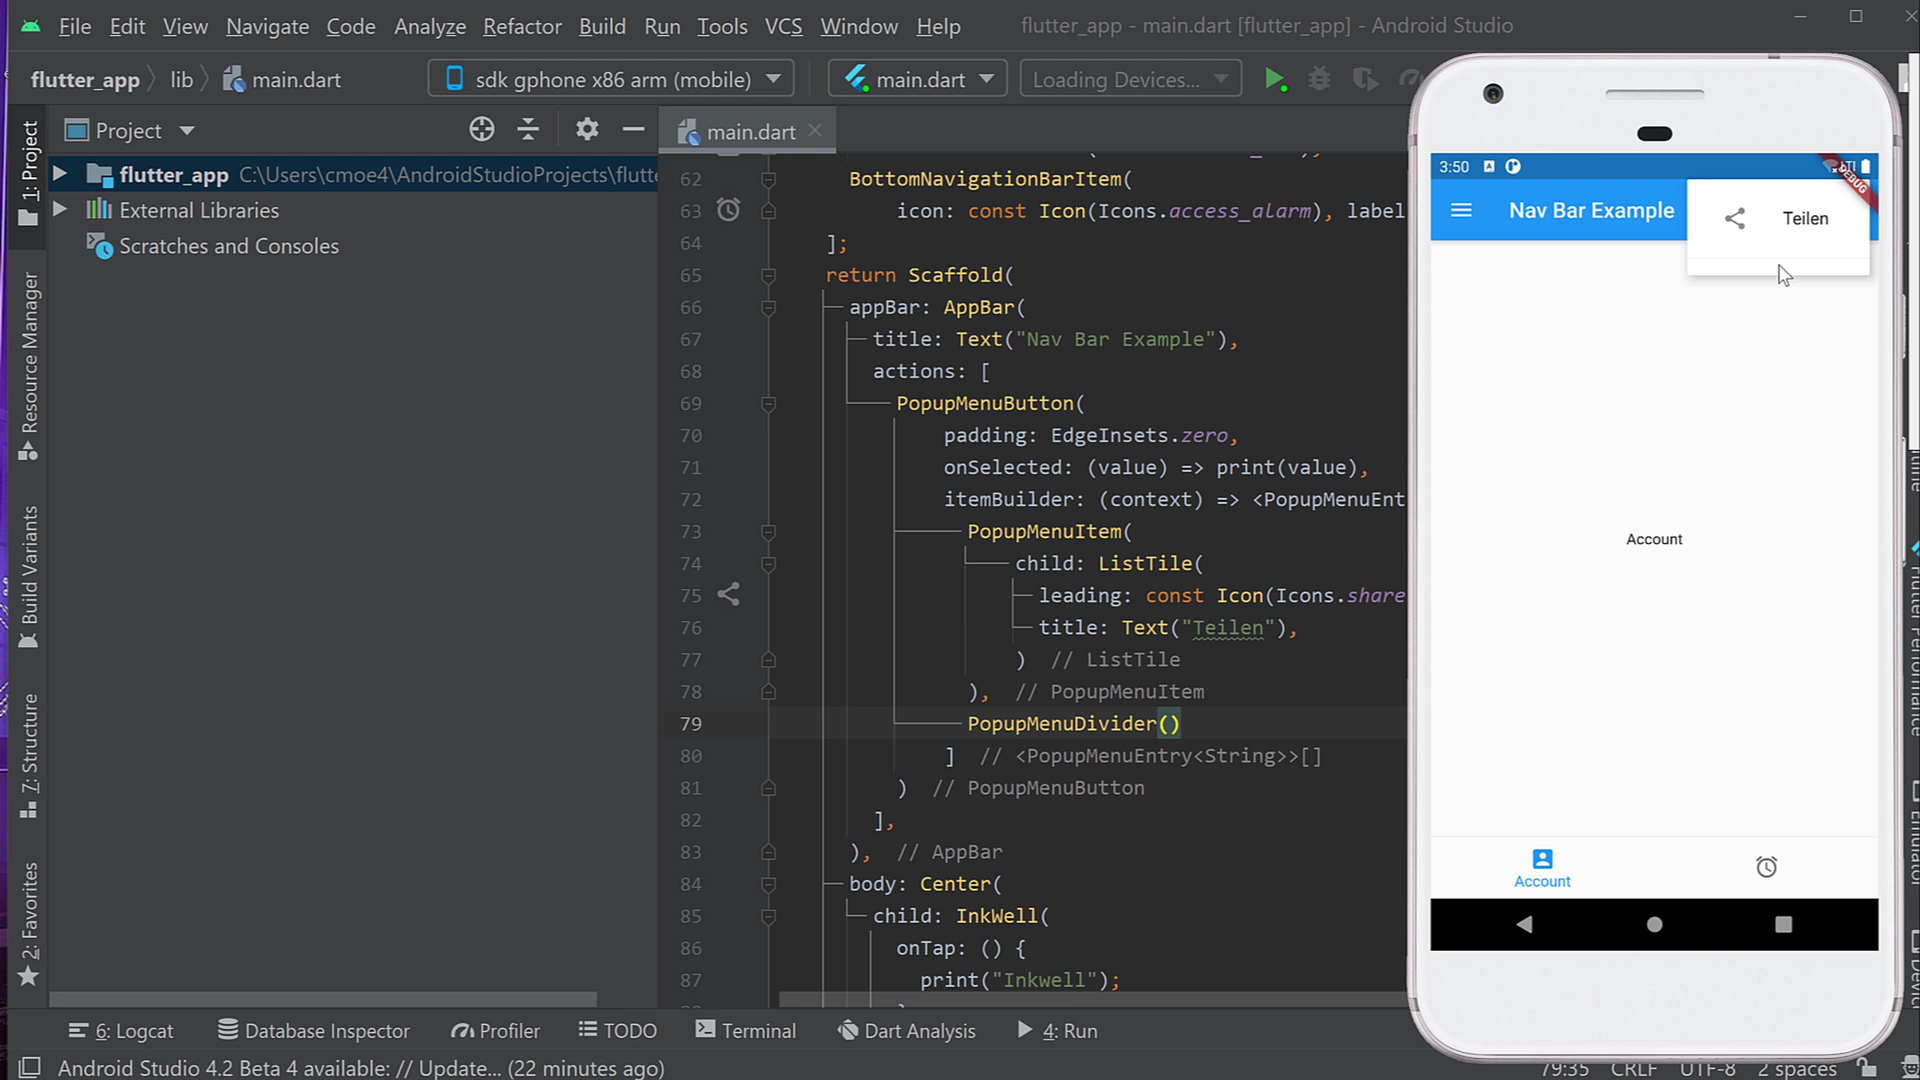 File Edit View Navigate Code Analyze Refactor Build Run Tools VCS Window Help flutter_app - main.dart [flutter_app] - Android Studio
flutter_app lib main.dart sdk gphone x86 arm (mobile) main.dart Loading Devices...
Project main.dart
1: Project
Resource Manager
Build Variants
7: Structure
2: Favorites
flutter_app C:\Users\cmoe4\AndroidStudioProjects\flutte
External Libraries
Scratches and Consoles
62 BottomNavigationBarItem(
63 icon: const Icon(Icons.access_alarm), label
64 ];
65 return Scaffold(
66 appBar: AppBar(
67 title: Text("Nav Bar Example"),
68 actions: [
69 PopupMenuButton(
70 padding: EdgeInsets.zero,
71 onSelected: (value) => print(value),
72 itemBuilder: (context) => <PopupMenuEnt
73 PopupMenuItem(
74 child: ListTile(
75 leading: const Icon(Icons.share
76 title: Text("Teilen"),
77 ) // ListTile
78 ), // PopupMenuItem
79 PopupMenuDivider()
80 ] // <PopupMenuEntry<String>>[]
81 ) // PopupMenuButton
82 ],
83 ), // AppBar
84 body: Center(
85 child: InkWell(
86 onTap: () {
87 print("Inkwell");
3:50
DEBUG
Nav Bar Example
Teilen
Account
Account
Flutter Performance
Emulator
6: Logcat Database Inspector Profiler TODO Terminal Dart Analysis 4: Run
Android Studio 4.2 Beta 4 available: // Update... (22 minutes ago) 79:35 CRLF UTF-8 2 spaces